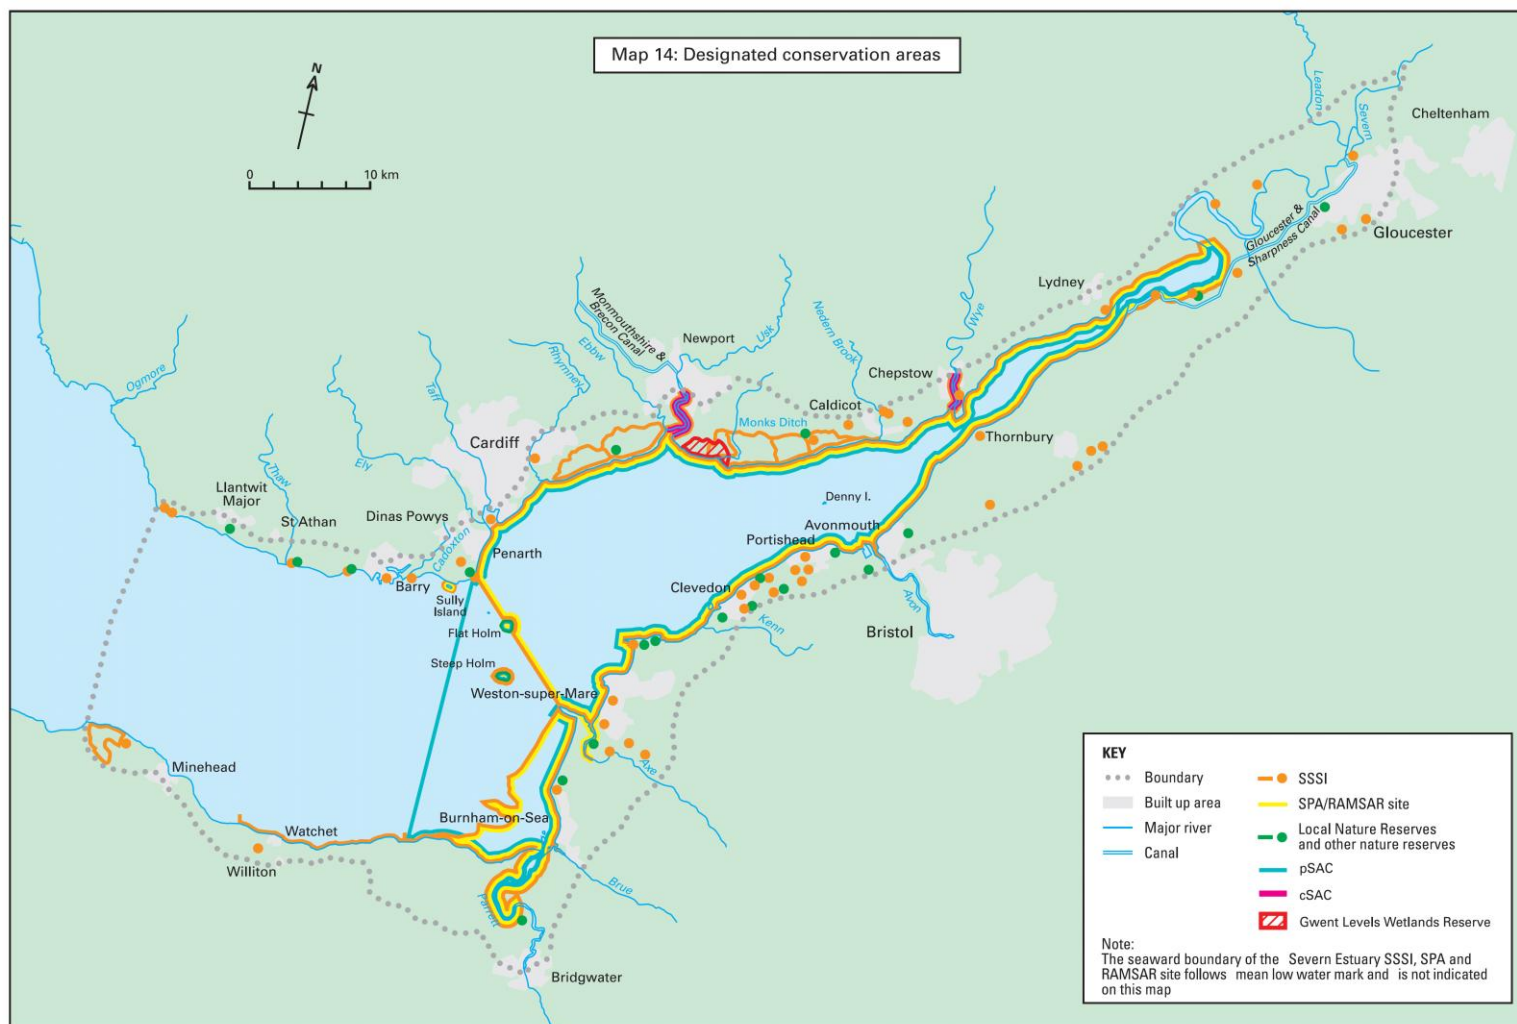 Map 14: Designated conservation areas
N
0
10 km
Leadon
Severn
Cheltenham
Gloucester &
Sharpness Canal
Gloucester
Lydney
Wye
Nedern Brook
Chepstow
Monmouthshire &
Brecon Canal
Newport
Usk
Ebbw
Rhymney
Taff
Ogmore
Caldicot
Monks Ditch
Cardiff
Thornbury
Ely
Thaw
Llantwit
Major
St Athan
Dinas Powys
Cadoxton
Penarth
Denny I.
Avonmouth
Portishead
Barry
Sully
Island
Clevedon
Avon
Kenn
Bristol
Flat Holm
Steep Holm
Weston-super-Mare
Axe
Minehead
Burnham-on-Sea
Watchet
Williton
Brue
Parrett
Bridgwater
KEY
Boundary
Built up area
Major river
Canal
SSSI
SPA/RAMSAR site
Local Nature Reserves
and other nature reserves
pSAC
cSAC
Gwent Levels Wetlands Reserve
Note:
The seaward boundary of the Severn Estuary SSSI, SPA and
RAMSAR site follows mean low water mark and is not indicated
on this map